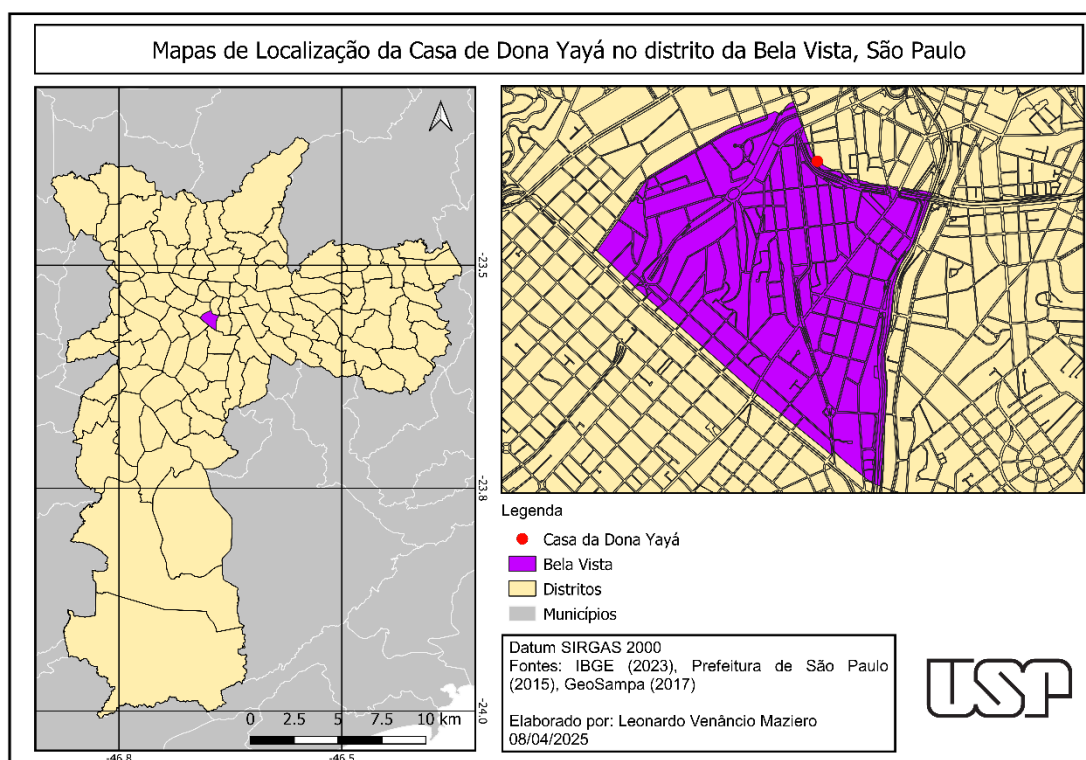 Mapas de Localização da Casa de Dona Yayá no distrito da Bela Vista, São Paulo
-23.5
-23.8
-24.0
0 2.5 5 7.5 10 km
-46.8
-46.5
Legenda
Casa da Dona Yayá
Bela Vista
Distritos
Municípios
Datum SIRGAS 2000
Fontes: IBGE (2023), Prefeitura de São Paulo
(2015), GeoSampa (2017)
Elaborado por: Leonardo Venâncio Maziero
08/04/2025
USP